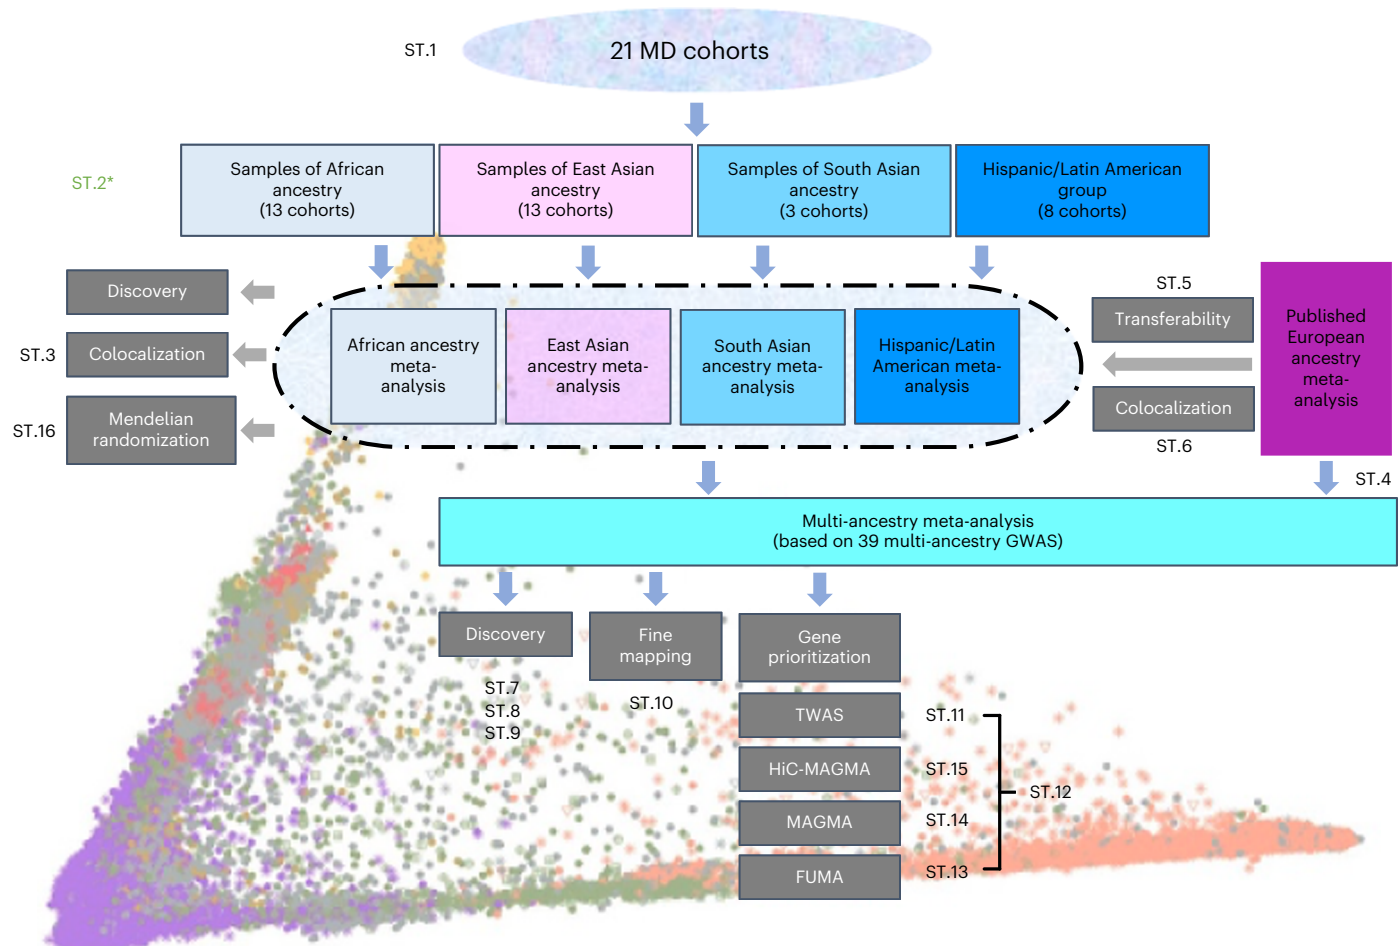 ST.1
21 MD cohorts
ST.2*
Samples of African
ancestry
(13 cohorts)
Samples of East Asian
ancestry
(13 cohorts)
Samples of South Asian
ancestry
(3 cohorts)
Hispanic/Latin American
group
(8 cohorts)
Discovery
ST.3
Colocalization
ST.16
Mendelian
randomization
African ancestry
meta-
analysis
East Asian
ancestry meta-
analysis
South Asian
ancestry meta-
analysis
Hispanic/Latin
American meta-
analysis
ST.5
Transferability
Colocalization
ST.6
Published
European
ancestry
meta-
analysis
ST.4
Multi-ancestry meta-analysis
(based on 39 multi-ancestry GWAS)
Discovery
ST.7
ST.8
ST.9
Fine
mapping
ST.10
Gene
prioritization
TWAS
ST.11
HiC-MAGMA
ST.15
ST.12
MAGMA
ST.14
FUMA
ST.13